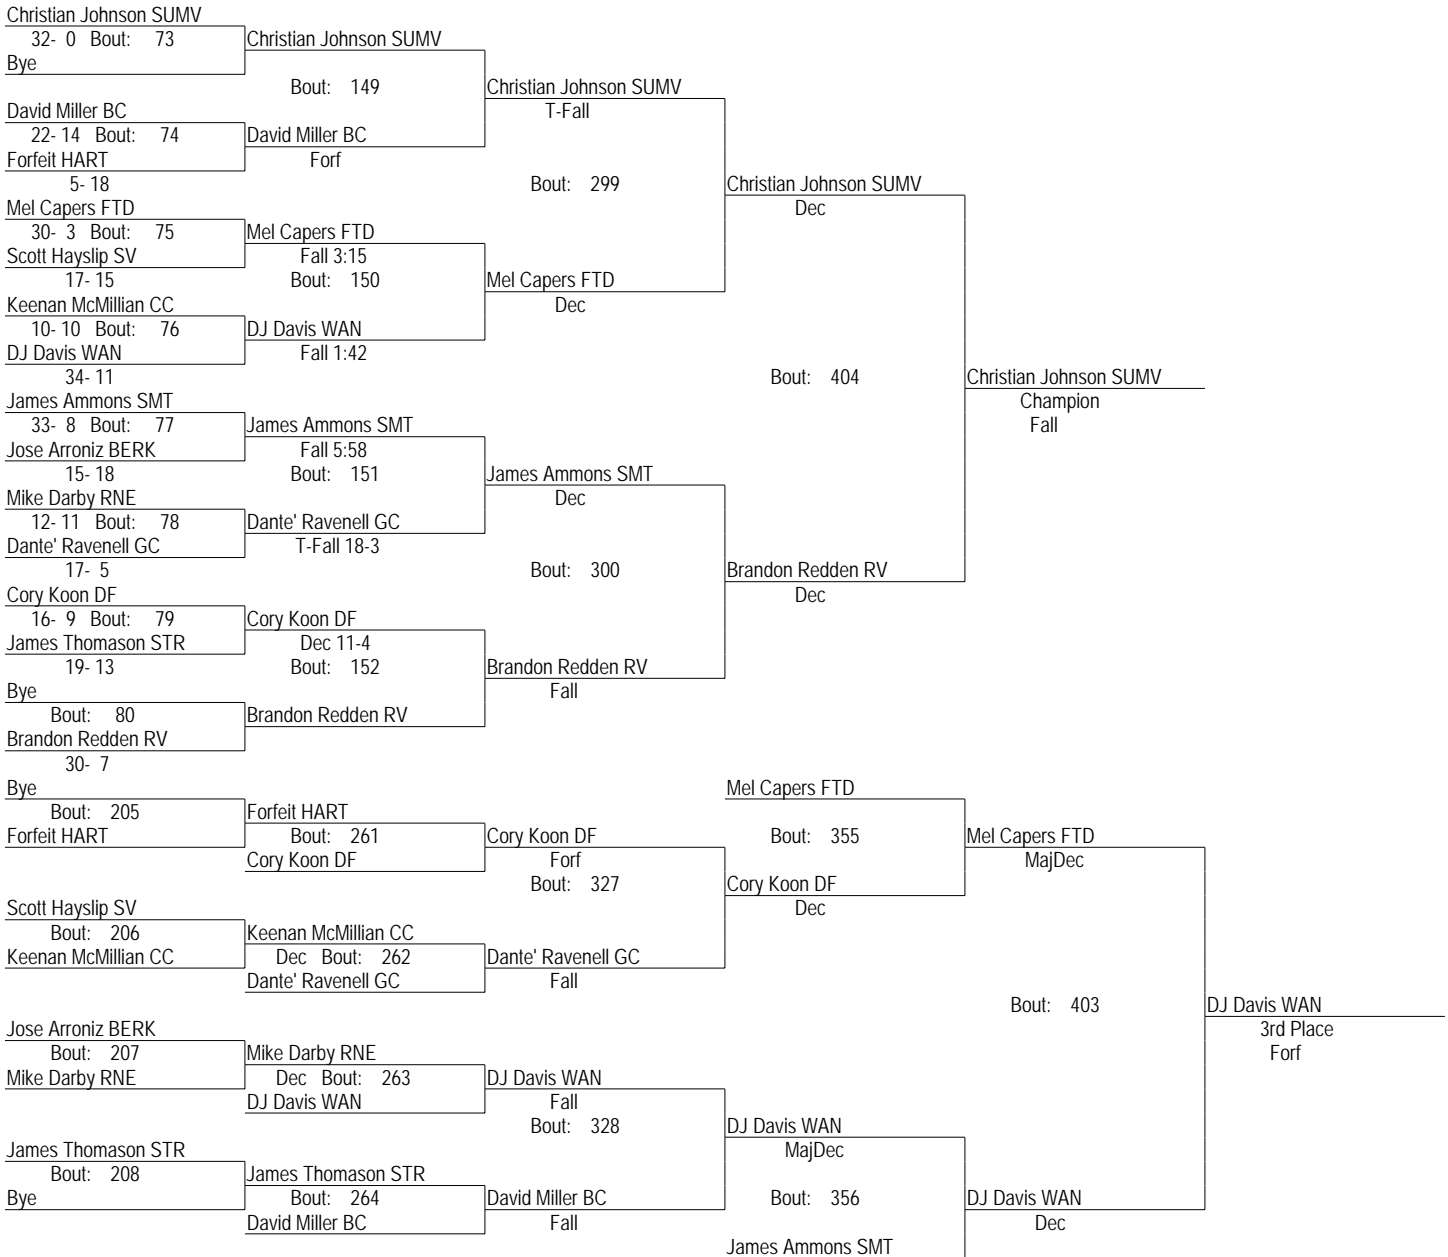 Christian Johnson SUMV
32- 0 Bout: 73 Christian Johnson SUMV
Bye
Bout: 149 Christian Johnson SUMV
David Miller BC T-Fall
22- 14 Bout: 74 David Miller BC
Forfeit HART Forf
5- 18 Bout: 299 Christian Johnson SUMV
Mel Capers FTD Dec
30- 3 Bout: 75 Mel Capers FTD
Scott Hayslip SV Fall 3:15
17- 15 Bout: 150 Mel Capers FTD
Keenan McMillian CC Dec
10- 10 Bout: 76 DJ Davis WAN
DJ Davis WAN Fall 1:42
34- 11 Bout: 404 Christian Johnson SUMV
James Ammons SMT Champion
33- 8 Bout: 77 James Ammons SMT Fall
Jose Arroniz BERK Fall 5:58
15- 18 Bout: 151 James Ammons SMT
Mike Darby RNE Dec
12- 11 Bout: 78 Dante' Ravenell GC
Dante' Ravenell GC T-Fall 18-3
17- 5 Bout: 300 Brandon Redden RV
Cory Koon DF Dec
16- 9 Bout: 79 Cory Koon DF
James Thomason STR Dec 11-4
19- 13 Bout: 152 Brandon Redden RV
Bye Fall
Bout: 80 Brandon Redden RV
Brandon Redden RV
30- 7
Bye Mel Capers FTD
Bout: 205 Forfeit HART
Forfeit HART Bout: 261 Cory Koon DF Bout: 355 Mel Capers FTD
Cory Koon DF Forf MajDec
Bout: 327 Cory Koon DF
Scott Hayslip SV Dec
Bout: 206 Keenan McMillian CC
Keenan McMillian CC Dec Bout: 262 Dante' Ravenell GC
Dante' Ravenell GC Fall
Bout: 403 DJ Davis WAN
Jose Arroniz BERK 3rd Place
Bout: 207 Mike Darby RNE Forf
Mike Darby RNE Dec Bout: 263 DJ Davis WAN
DJ Davis WAN Fall
Bout: 328 DJ Davis WAN
James Thomason STR MajDec
Bout: 208 James Thomason STR
Bye Bout: 264 David Miller BC Bout: 356 DJ Davis WAN
David Miller BC Fall Dec
James Ammons SMT